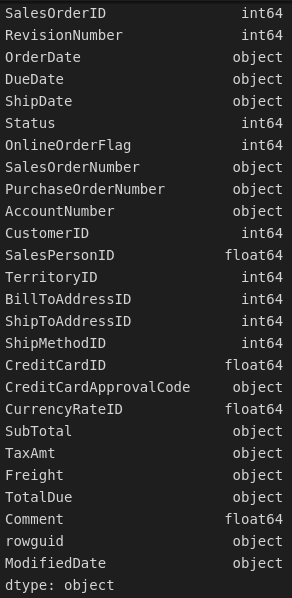 SalesOrderID int64
RevisionNumber int64
OrderDate object
DueDate object
ShipDate object
Status int64
OnlineOrderFlag int64
SalesOrderNumber object
PurchaseOrderNumber object
AccountNumber object
CustomerID int64
SalesPersonID float64
TerritoryID int64
BillToAddressID int64
ShipToAddressID int64
ShipMethodID int64
CreditCardID float64
CreditCardApprovalCode object
CurrencyRateID float64
SubTotal object
TaxAmt object
Freight object
TotalDue object
Comment float64
rowguid object
ModifiedDate object
dtype: object